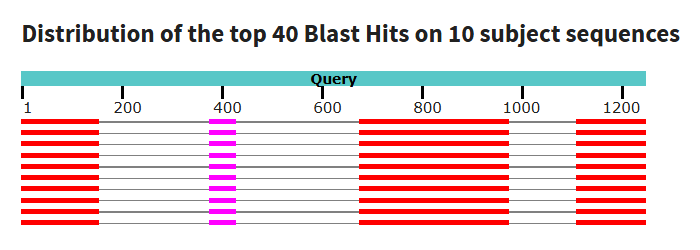 Distribution of the top 40 Blast Hits on 10 subject sequences
Query
1 200 400 600 800 1000 1200